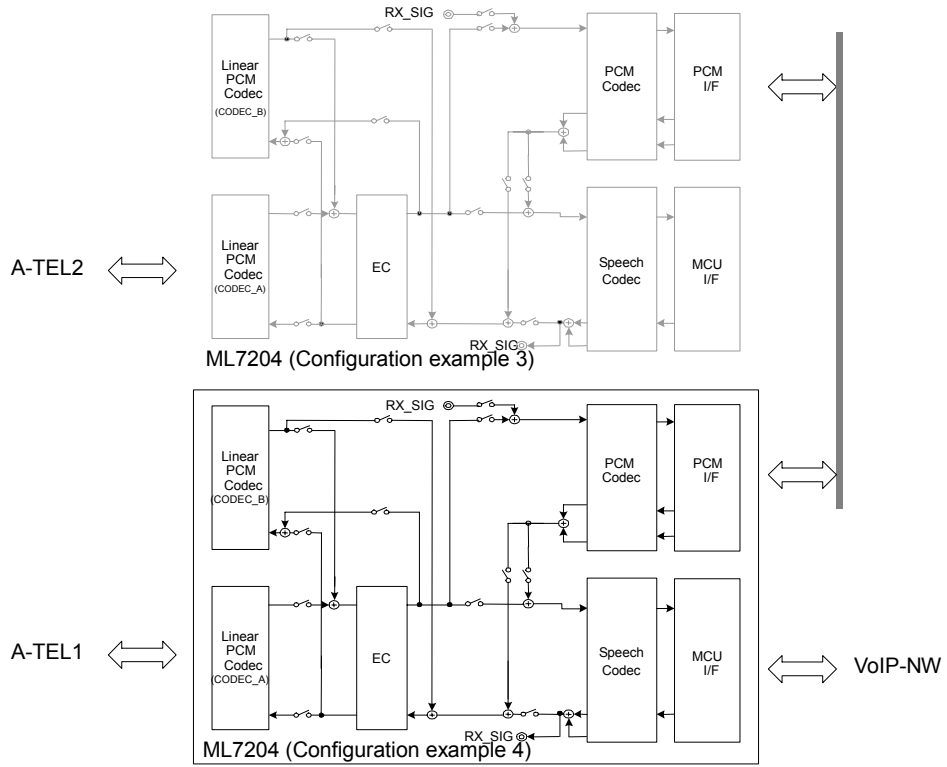 RX_SIG
Linear
PCM
Codec
(CODEC_B)
PCM
Codec
PCM
I/F
A-TEL2
Linear
PCM
Codec
(CODEC_A)
EC
Speech
Codec
MCU
I/F
RX_SIG
ML7204 (Configuration example 3)
RX_SIG
Linear
PCM
Codec
(CODEC_B)
PCM
Codec
PCM
I/F
A-TEL1
Linear
PCM
Codec
(CODEC_A)
EC
Speech
Codec
MCU
I/F
VoIP-NW
RX_SIG
ML7204 (Configuration example 4)